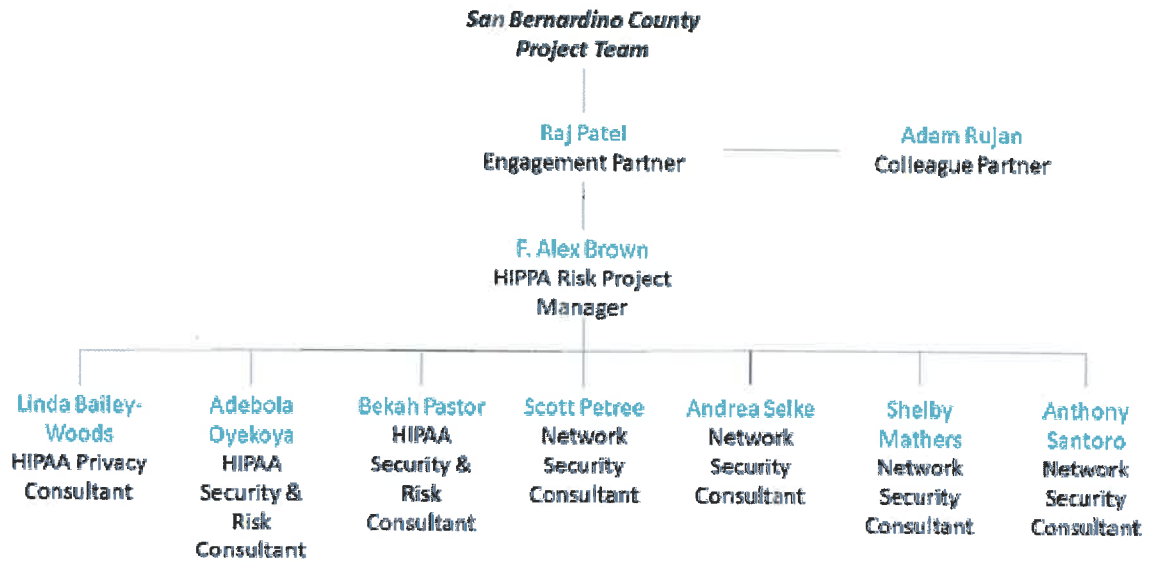 San Bernardino County
Project Team
Raj Patel
Engagement Partner
Adam Rujan
Colleague Partner
F. Alex Brown
HIPPA Risk Project
Manager
Linda Bailey-
Woods
HIPAA Privacy
Consultant
Adebola
Oyekoya
HIPAA
Security &
Risk
Consultant
Bekah Pastor
HIPAA
Security &
Risk
Consultant
Scott Petree
Network
Security
Consultant
Andrea Selke
Network
Security
Consultant
Shelby
Mathers
Network
Security
Consultant
Anthony
Santoro
Network
Security
Consultant